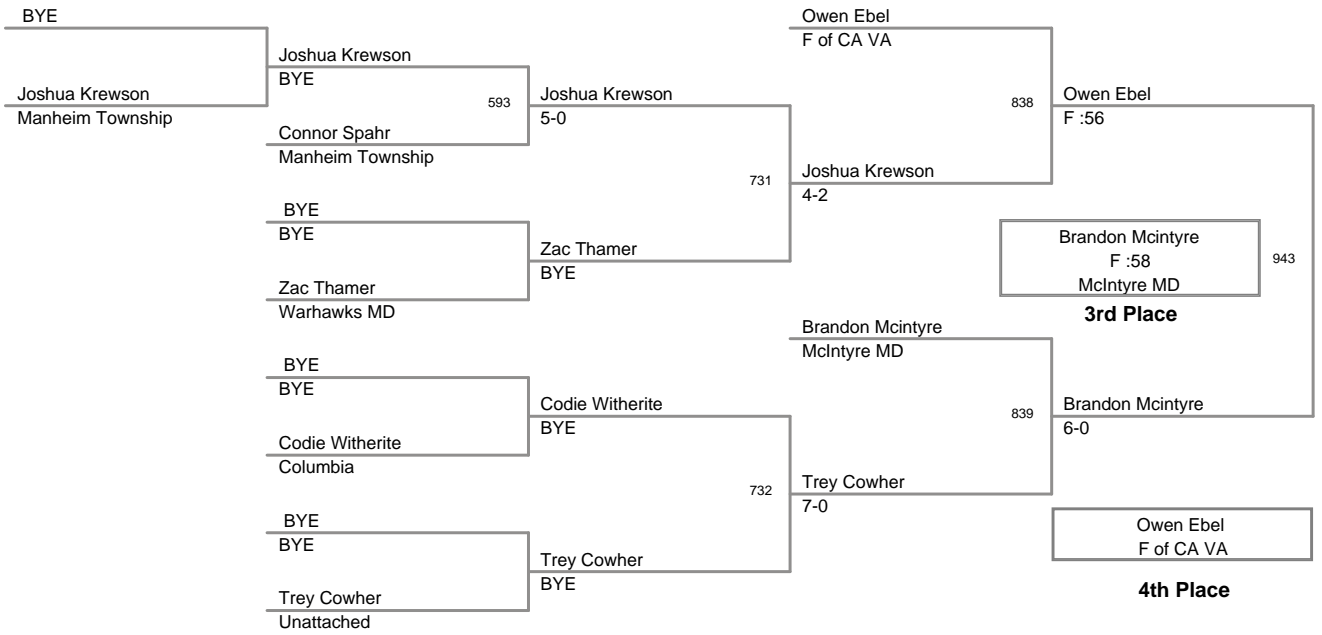 BYE
Joshua Krewson
Manheim Township
Joshua Krewson
BYE
593
Connor Spahr
Manheim Township
BYE
BYE
Zac Thamer
Warhawks MD
BYE
BYE
Codie Witherite
Columbia
BYE
BYE
Trey Cowher
Unattached
Joshua Krewson
5-0
731
Zac Thamer
BYE
Codie Witherite
BYE
732
Trey Cowher
BYE
Owen Ebel
F of CA VA
838
Joshua Krewson
4-2
Brandon Mcintyre
McIntyre MD
839
Trey Cowher
7-0
Owen Ebel
F :56
Brandon Mcintyre
F :58
McIntyre MD
943
3rd Place
Brandon Mcintyre
6-0
Owen Ebel
F of CA VA
4th Place